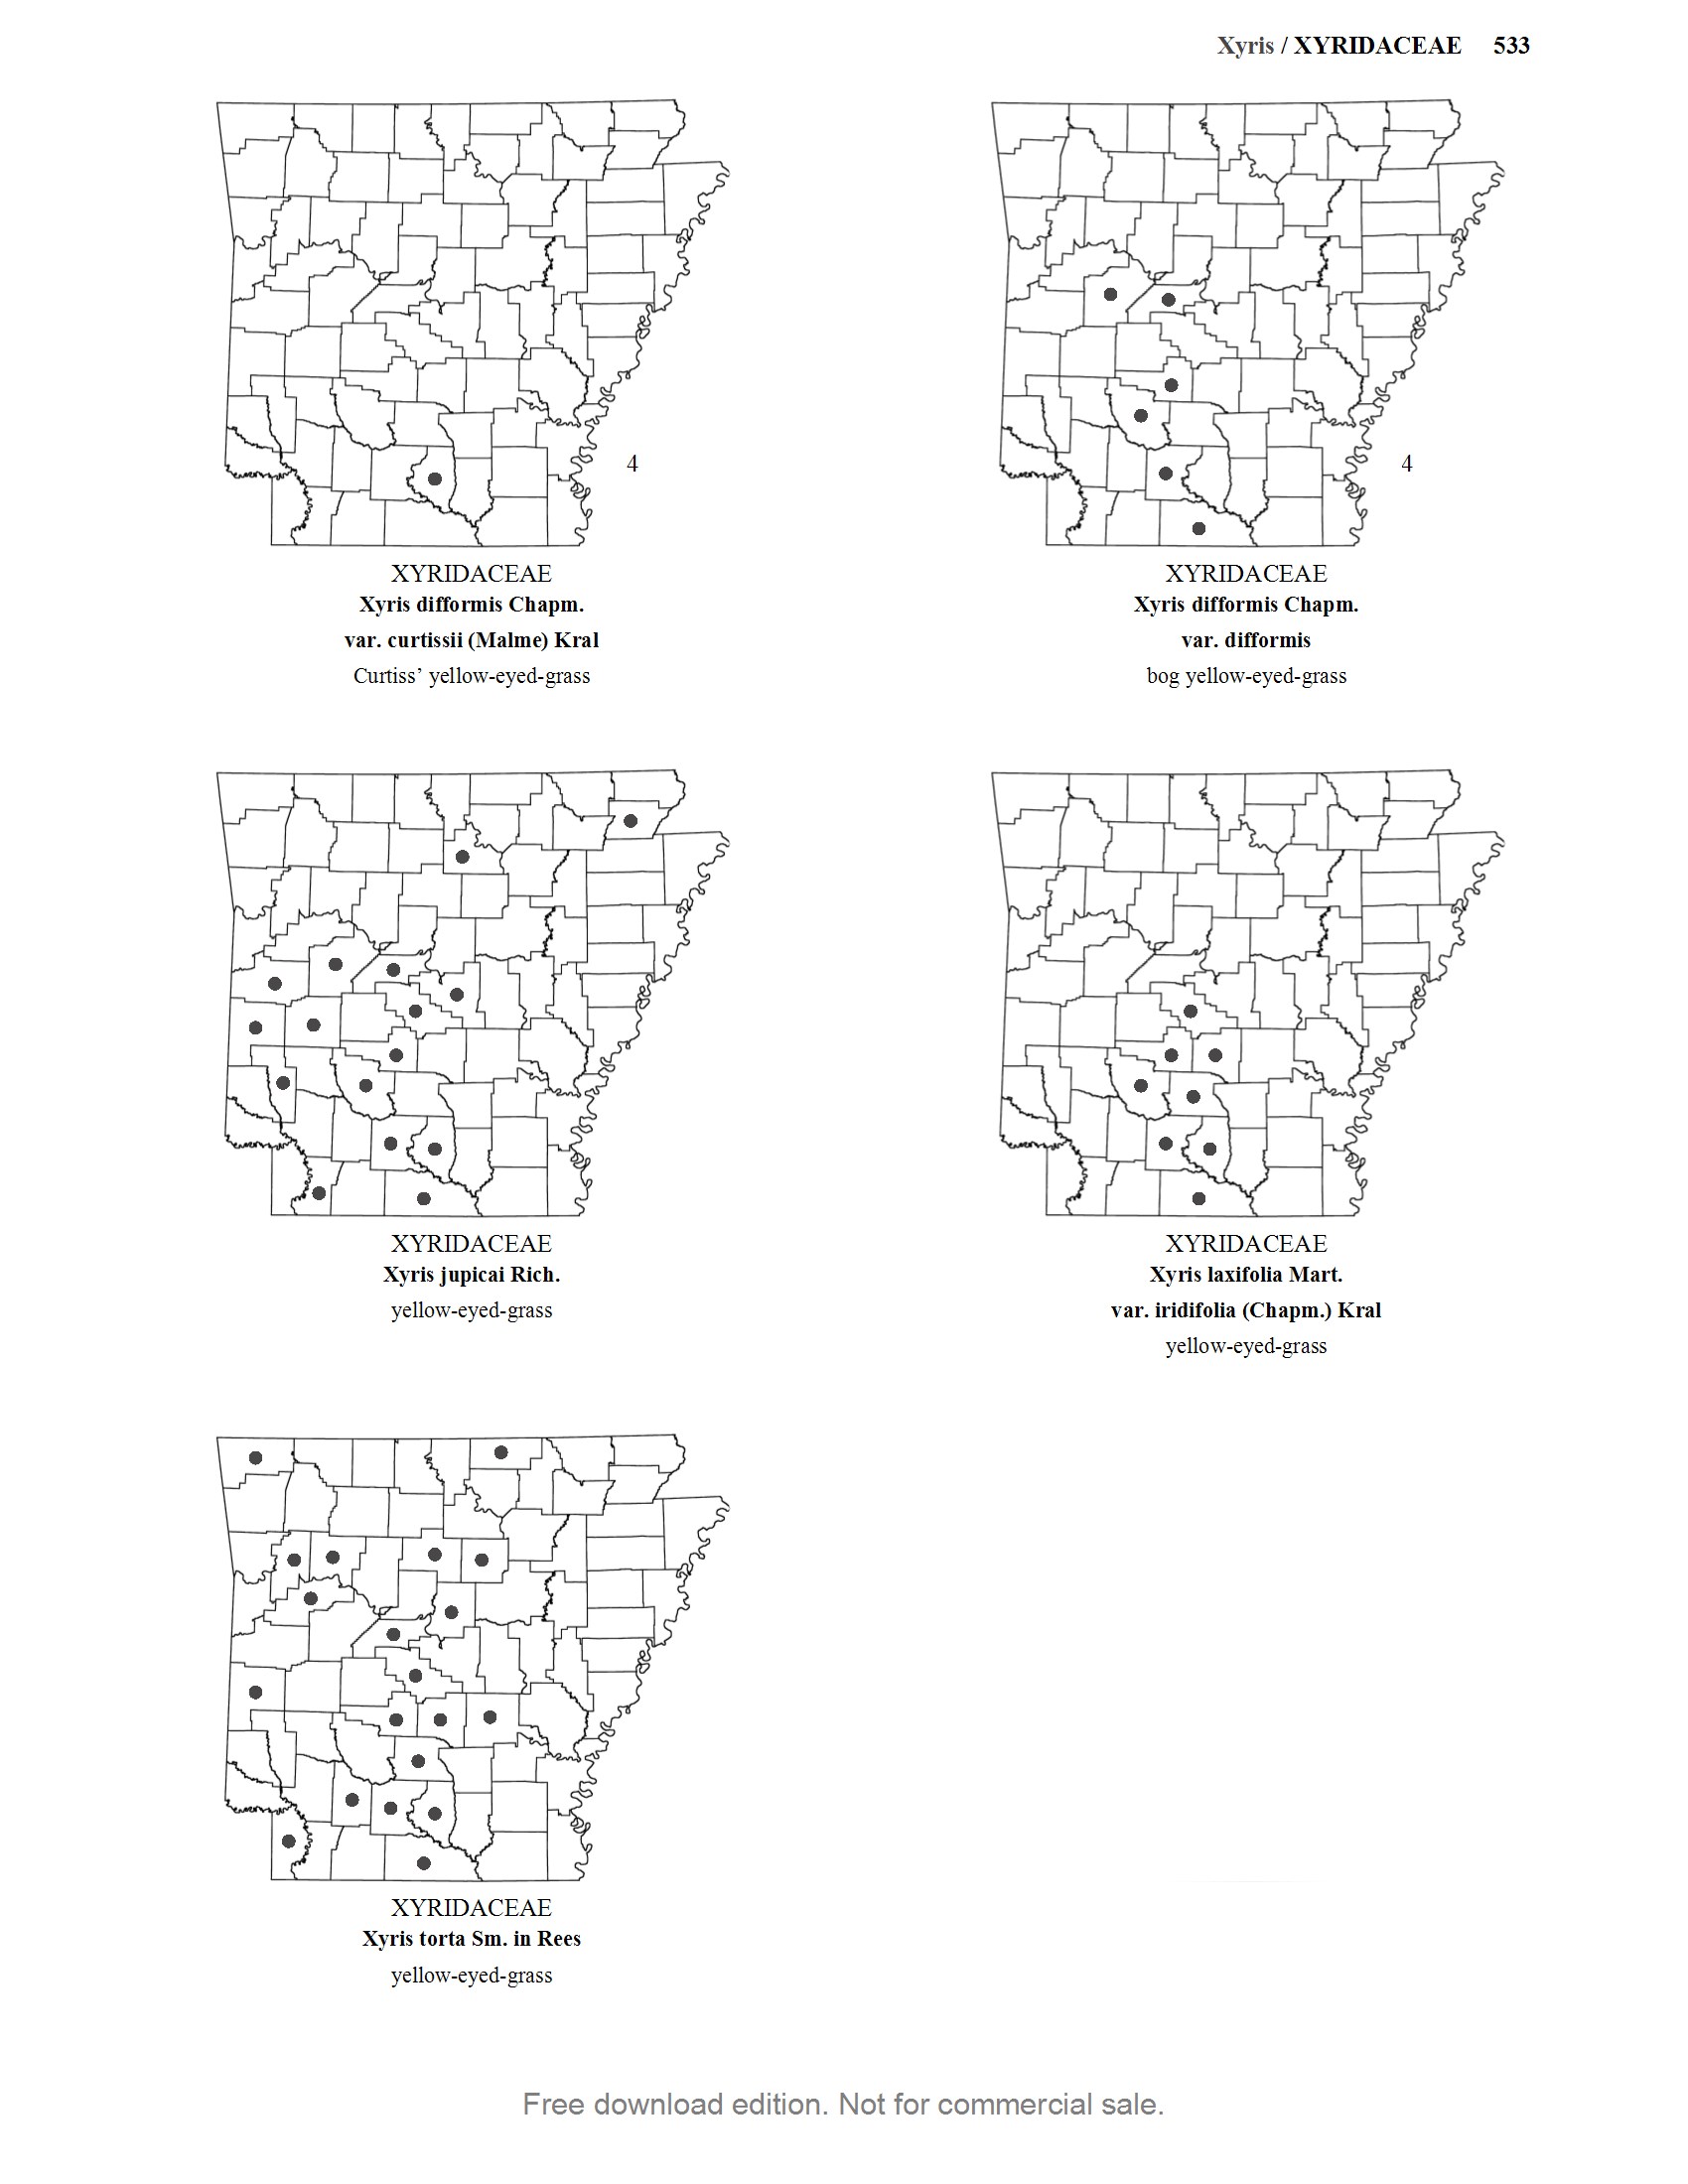 Xyris / XYRIDACEAE 533
4
XYRIDACEAE
Xyris difformis Chapm.
var. curtissii (Malme) Kral
Curtiss’ yellow-eyed-grass
4
XYRIDACEAE
Xyris difformis Chapm.
var. difformis
bog yellow-eyed-grass
XYRIDACEAE
Xyris jupicai Rich.
yellow-eyed-grass
XYRIDACEAE
Xyris laxifolia Mart.
var. iridifolia (Chapm.) Kral
yellow-eyed-grass
XYRIDACEAE
Xyris torta Sm. in Rees
yellow-eyed-grass
Free download edition. Not for commercial sale.